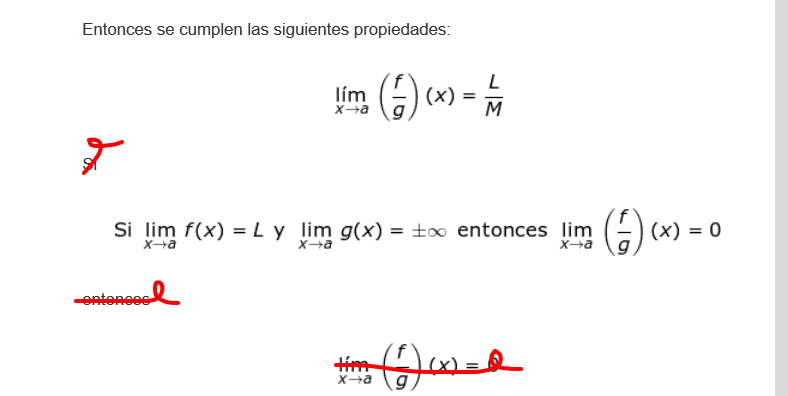 Entonces se cumplen las siguientes propiedades:
lím x→a (f/g) (x) = L/M
Si
Si lim x→a f(x) = L y lim x→a g(x) = ±∞ entonces lim x→a (f/g) (x) = 0
entonces
lím x→a (f/g) (x) = 0